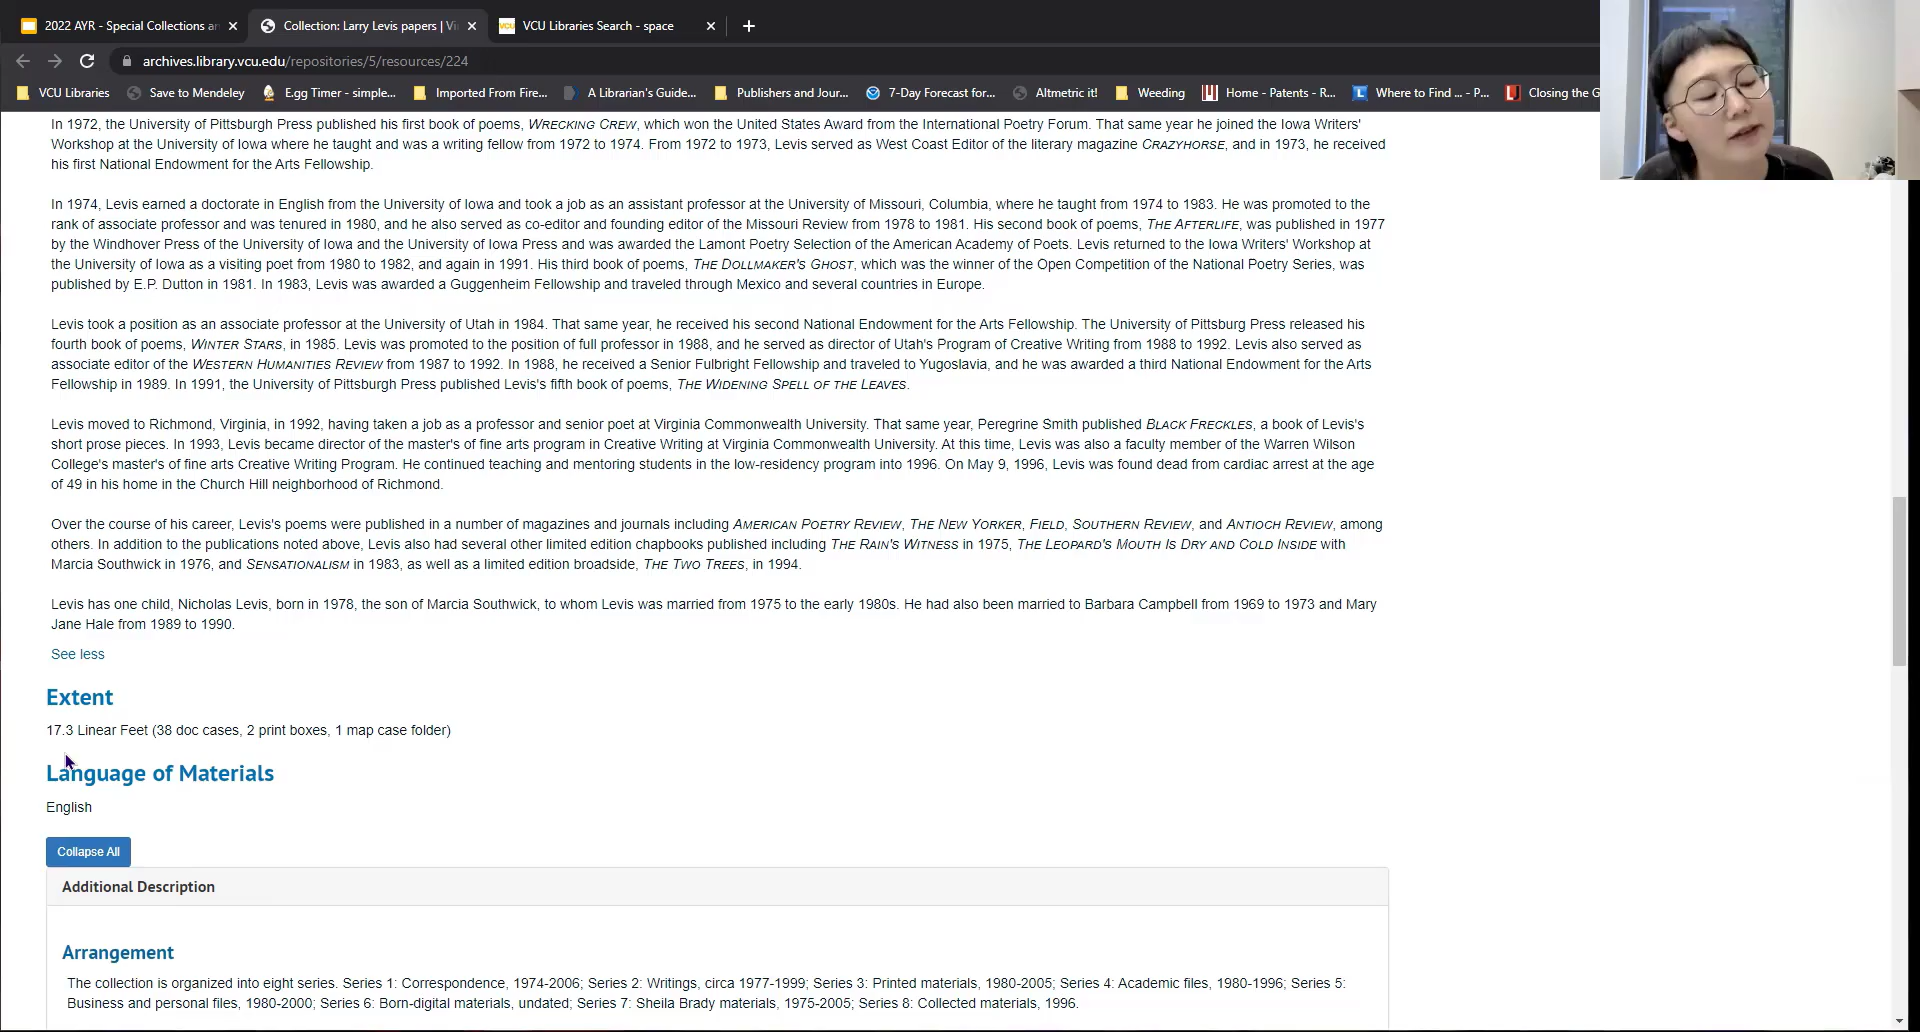 2022 AYR - Special Collections an
Collection: Larry Levis papers | Vi
VCU Libraries Search - space
archives.library.vcu.edu/repositories/5/resources/224
VCU Libraries
Save to Mendeley
E.gg Timer - simple...
Imported From Fire...
A Librarian's Guide...
Publishers and Jour...
7-Day Forecast for...
Altmetric it!
Weeding
Home - Patents - R...
Where to Find ... - P...
Closing the G
In 1972, the University of Pittsburgh Press published his first book of poems, WRECKING CREW, which won the United States Award from the International Poetry Forum. That same year he joined the Iowa Writers'
Workshop at the University of Iowa where he taught and was a writing fellow from 1972 to 1974. From 1972 to 1973, Levis served as West Coast Editor of the literary magazine CRAZYHORSE, and in 1973, he received
his first National Endowment for the Arts Fellowship.
In 1974, Levis earned a doctorate in English from the University of Iowa and took a job as an assistant professor at the University of Missouri, Columbia, where he taught from 1974 to 1983. He was promoted to the
rank of associate professor and was tenured in 1980, and he also served as co-editor and founding editor of the Missouri Review from 1978 to 1981. His second book of poems, THE AFTERLIFE, was published in 1977
by the Windhover Press of the University of Iowa and the University of Iowa Press and was awarded the Lamont Poetry Selection of the American Academy of Poets. Levis returned to the Iowa Writers' Workshop at
the University of Iowa as a visiting poet from 1980 to 1982, and again in 1991. His third book of poems, THE DOLLMAKER'S GHOST, which was the winner of the Open Competition of the National Poetry Series, was
published by E.P. Dutton in 1981. In 1983, Levis was awarded a Guggenheim Fellowship and traveled through Mexico and several countries in Europe.
Levis took a position as an associate professor at the University of Utah in 1984. That same year, he received his second National Endowment for the Arts Fellowship. The University of Pittsburg Press released his
fourth book of poems, WINTER STARS, in 1985. Levis was promoted to the position of full professor in 1988, and he served as director of Utah's Program of Creative Writing from 1988 to 1992. Levis also served as
associate editor of the WESTERN HUMANITIES REVIEW from 1987 to 1992. In 1988, he received a Senior Fulbright Fellowship and traveled to Yugoslavia, and he was awarded a third National Endowment for the Arts
Fellowship in 1989. In 1991, the University of Pittsburgh Press published Levis's fifth book of poems, THE WIDENING SPELL OF THE LEAVES.
Levis moved to Richmond, Virginia, in 1992, having taken a job as a professor and senior poet at Virginia Commonwealth University. That same year, Peregrine Smith published BLACK FRECKLES, a book of Levis's
short prose pieces. In 1993, Levis became director of the master's of fine arts program in Creative Writing at Virginia Commonwealth University. At this time, Levis was also a faculty member of the Warren Wilson
College's master's of fine arts Creative Writing Program. He continued teaching and mentoring students in the low-residency program into 1996. On May 9, 1996, Levis was found dead from cardiac arrest at the age
of 49 in his home in the Church Hill neighborhood of Richmond.
Over the course of his career, Levis's poems were published in a number of magazines and journals including AMERICAN POETRY REVIEW, THE NEW YORKER, FIELD, SOUTHERN REVIEW, and ANTIOCH REVIEW, among
others. In addition to the publications noted above, Levis also had several other limited edition chapbooks published including THE RAIN'S WITNESS in 1975, THE LEOPARD'S MOUTH IS DRY AND COLD INSIDE with
Marcia Southwick in 1976, and SENSATIONALISM in 1983, as well as a limited edition broadside, THE TWO TREES, in 1994.
Levis has one child, Nicholas Levis, born in 1978, the son of Marcia Southwick, to whom Levis was married from 1975 to the early 1980s. He had also been married to Barbara Campbell from 1969 to 1973 and Mary
Jane Hale from 1989 to 1990.
See less
Extent
17.3 Linear Feet (38 doc cases, 2 print boxes, 1 map case folder)
Language of Materials
English
Collapse All
Additional Description
Arrangement
The collection is organized into eight series. Series 1: Correspondence, 1974-2006; Series 2: Writings, circa 1977-1999; Series 3: Printed materials, 1980-2005; Series 4: Academic files, 1980-1996; Series 5:
Business and personal files, 1980-2000; Series 6: Born-digital materials, undated; Series 7: Sheila Brady materials, 1975-2005; Series 8: Collected materials, 1996.